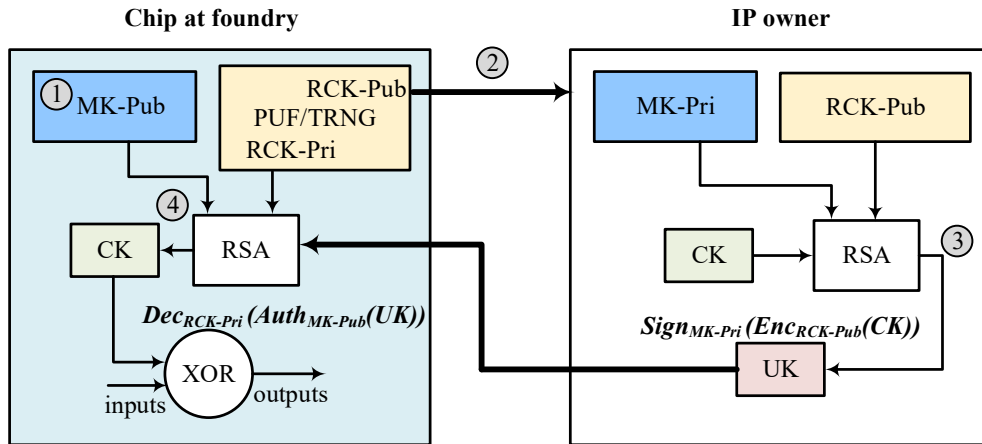 Chip at foundry
IP owner
1
MK-Pub
RCK-Pub
PUF/TRNG
RCK-Pri
2
MK-Pri
RCK-Pub
4
CK
RSA
CK
RSA
3
Dec_RCK-Pri (Auth_MK-Pub(UK))
Sign_MK-Pri (Enc_RCK-Pub(CK))
XOR
inputs
outputs
UK